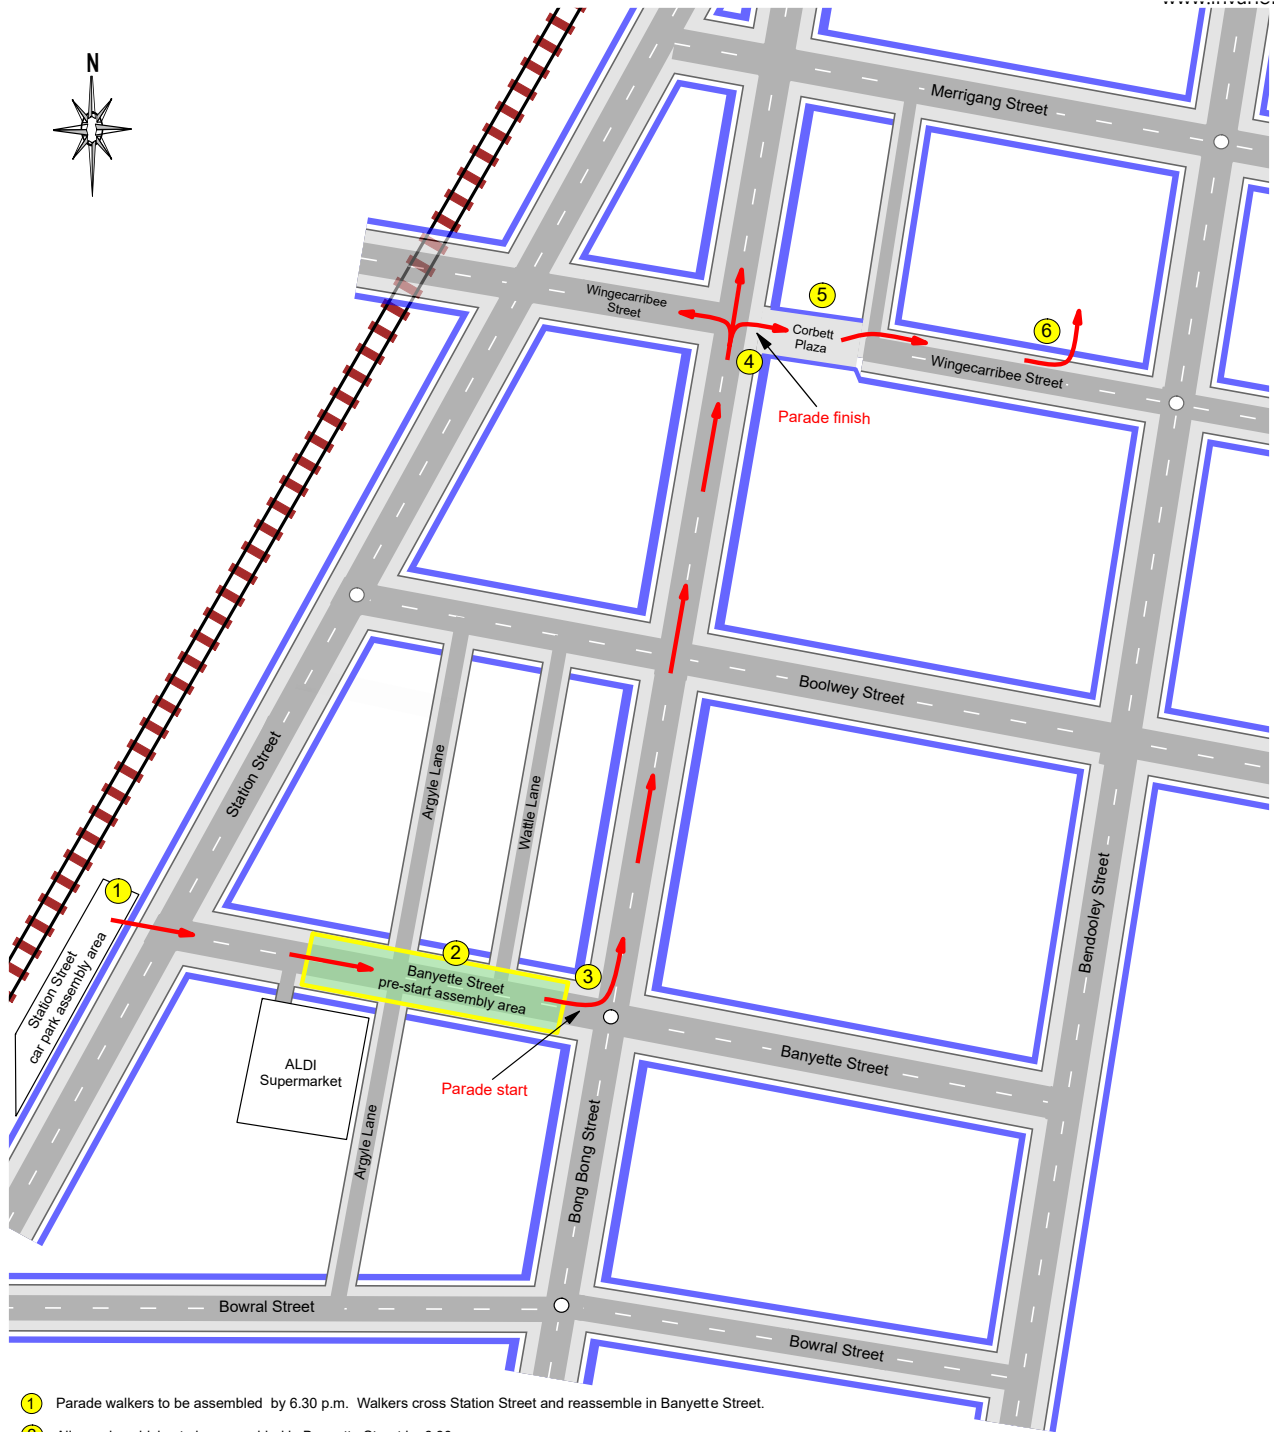 N
Merrigang Street
Wingecarribee
Street
5
Corbett
Plaza
6
4
Wingecarribee Street
Parade finish
Boolwey Street
Station Street
Argyle Lane
Wattle Lane
1
Station Street
car park assembly area
2
Banyette Street
pre-start assembly area
3
Bendooley Street
ALDI
Supermarket
Parade start
Banyette Street
Argyle Lane
Bong Bong Street
Bowral Street
Bowral Street
1 Parade walkers to be assembled by 6.30 p.m. Walkers cross Station Street and reassemble in Banyette Street.